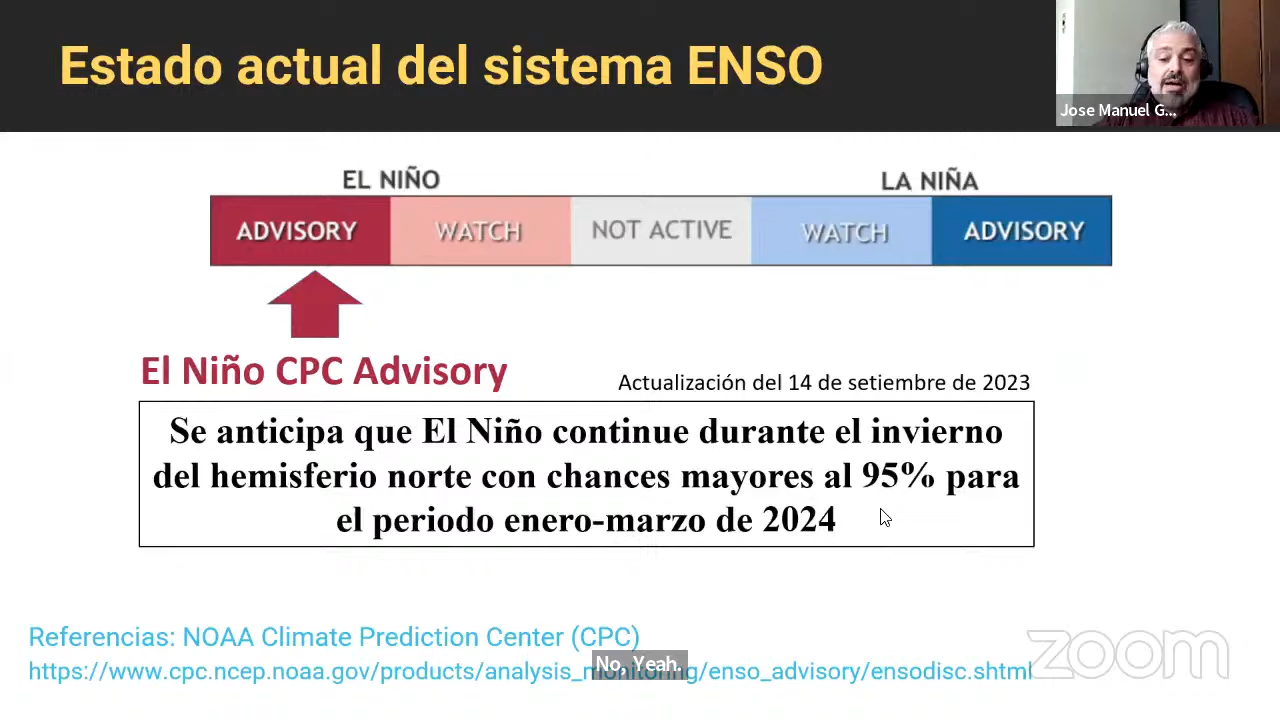 Estado actual del sistema ENSO
Jose Manuel G...
EL NIÑO
LA NIÑA
ADVISORY
WATCH
NOT ACTIVE
WATCH
ADVISORY
El Niño CPC Advisory
Actualización del 14 de setiembre de 2023
Se anticipa que El Niño continue durante el invierno
del hemisferio norte con chances mayores al 95% para
el periodo enero-marzo de 2024
Referencias: NOAA Climate Prediction Center (CPC)
https://www.cpc.ncep.noaa.gov/products/analysis_monitoring/enso_advisory/ensodisc.shtml
No, Yeah.
zoom